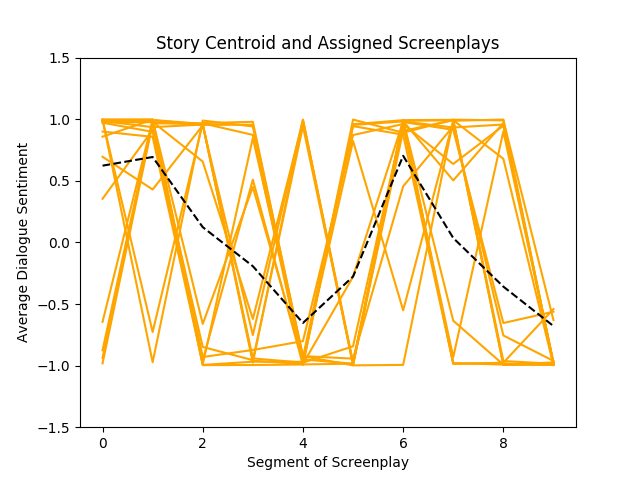 Story Centroid and Assigned Screenplays
1.5
1.0
0.5
0.0
−0.5
−1.0
−1.5
Average Dialogue Sentiment
0 2 4 6 8
Segment of Screenplay